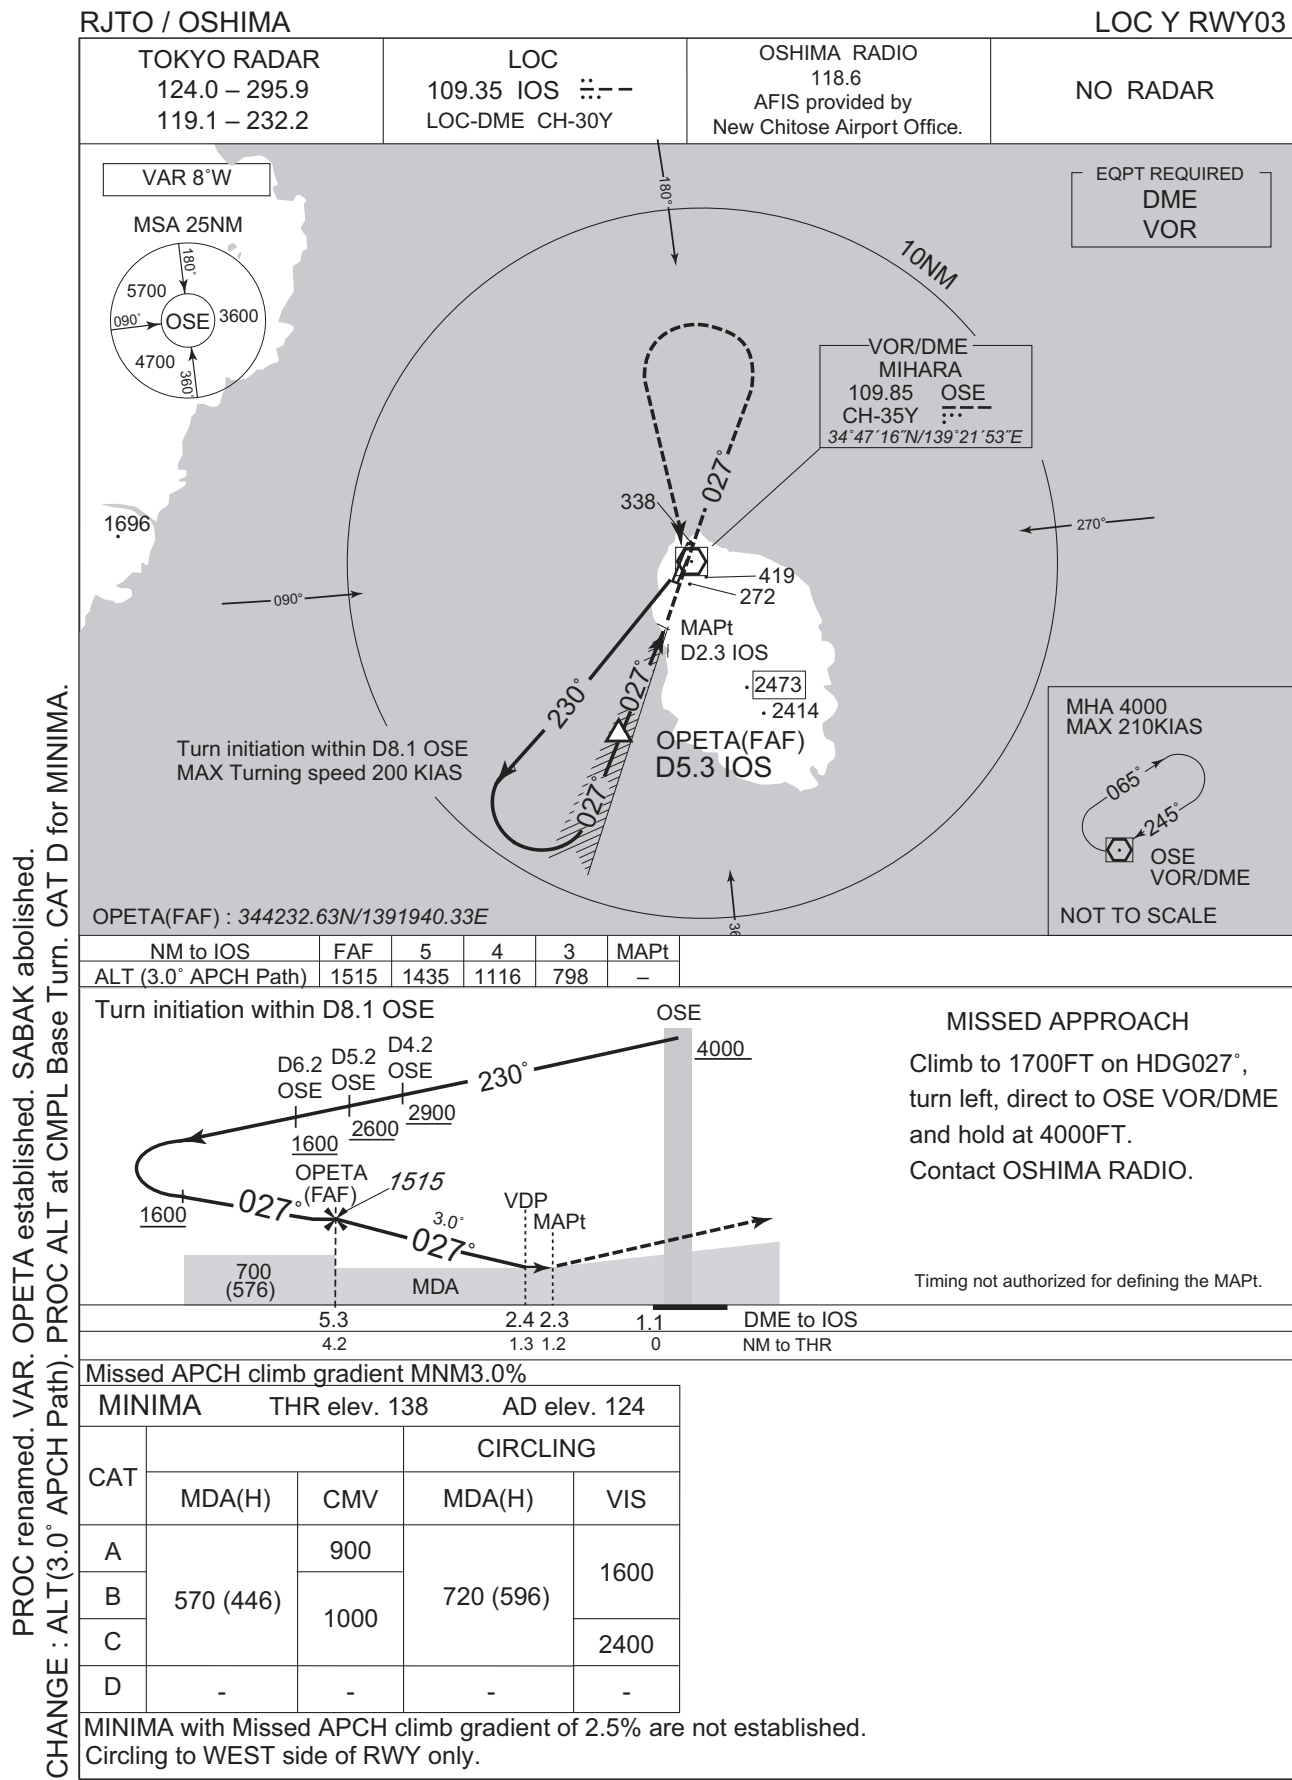 RJTO / OSHIMA
LOC Y RWY03
TOKYO RADAR
124.0 – 295.9
119.1 – 232.2
LOC
109.35 IOS
LOC-DME CH-30Y
OSHIMA RADIO
118.6
AFIS provided by
New Chitose Airport Office.
NO RADAR
VAR 8˚W
MSA 25NM
180˚
5700
090˚
OSE
3600
4700
360˚
180˚
EQPT REQUIRED
DME
VOR
10NM
VOR/DME
MIHARA
109.85 OSE
CH-35Y
34˚47´16˝N/139˚21´53˝E
027˚
338
1696
270˚
090˚
419
272
MAPt
D2.3 IOS
027˚
230˚
2473
2414
OPETA(FAF)
D5.3 IOS
Turn initiation within D8.1 OSE
MAX Turning speed 200 KIAS
027˚
MHA 4000
MAX 210KIAS
065˚
245˚
OSE
VOR/DME
NOT TO SCALE
OPETA(FAF) : 344232.63N/1391940.33E
36
NM to IOS FAF 5 4 3 MAPt
ALT (3.0˚ APCH Path) 1515 1435 1116 798 –
Turn initiation within D8.1 OSE
OSE
4000
230˚
D6.2 OSE
D5.2 OSE
D4.2 OSE
1600
2600
2900
OPETA
(FAF)
1515
1600
027˚
3.0˚
027˚
VDP
MAPt
700
(576)
MDA
5.3 2.4 2.3 1.1 DME to IOS
4.2 1.3 1.2 0 NM to THR
MISSED APPROACH
Climb to 1700FT on HDG027˚,
turn left, direct to OSE VOR/DME
and hold at 4000FT.
Contact OSHIMA RADIO.
Timing not authorized for defining the MAPt.
Missed APCH climb gradient MNM3.0%
MINIMA THR elev. 138 AD elev. 124
CAT
CIRCLING
MDA(H) CMV MDA(H) VIS
A 900
B 570 (446) 1000 720 (596) 1600
C 2400
D - - - -
MINIMA with Missed APCH climb gradient of 2.5% are not established.
Circling to WEST side of RWY only.
PROC renamed. VAR. OPETA established. SABAK abolished.
CHANGE : ALT(3.0˚ APCH Path). PROC ALT at CMPL Base Turn. CAT D for MINIMA.